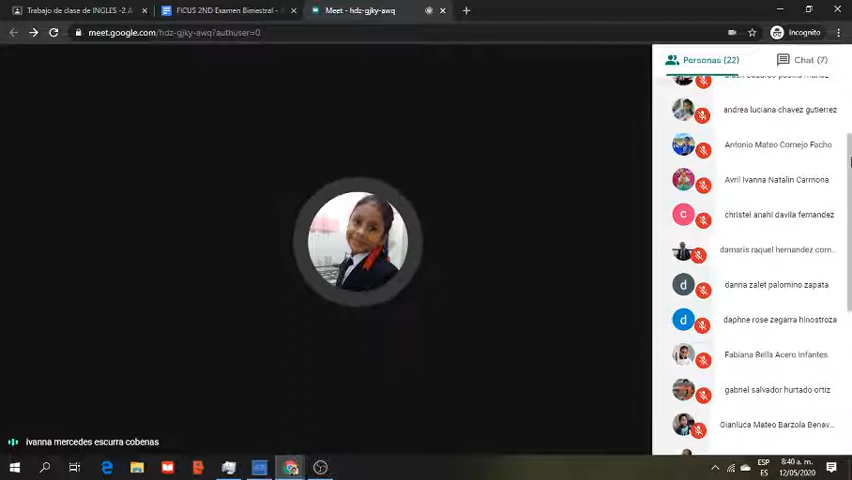 Trabajo de clase de INGLES -2 A
FICUS 2ND Examen Bimestral -
Meet - hdz-gjky-awq
meet.google.com/hdz-gjky-awq?authuser=0
Incognito
Personas (22)
Chat (7)
andrea luciana chavez gutierrez
Antonio Mateo Cornejo Facho
Avril Ivanna Natalin Carmona
christel anahi davila fernandez
damaris raquel hernandez corn...
danna zalet palomino zapata
daphne rose zegarra hinostroza
Fabiana Bella Acero Infantes
gabriel salvador hurtado ortiz
Gianluca Mateo Barzola Benav...
ivanna mercedes escurra cobenas
ESP
ES
8:40 a. m.
12/05/2020